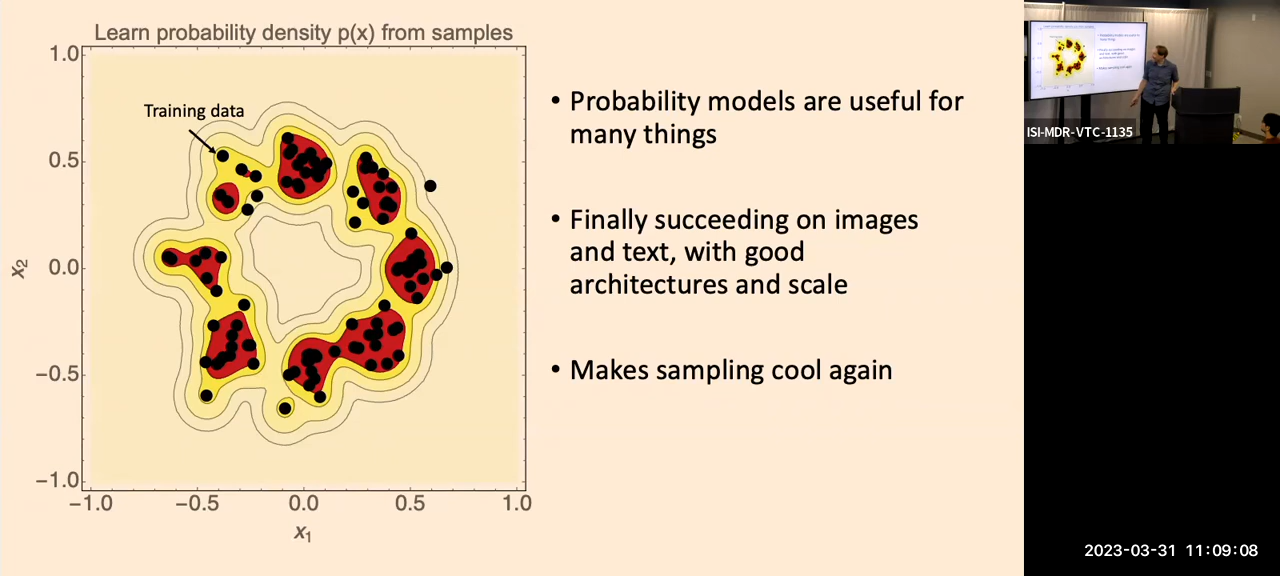 Learn probability density p(x) from samples
1.0
0.5
0.0
−0.5
−1.0
x2
Training data
−1.0
−0.5
0.0
0.5
1.0
x1
• Probability models are useful for
many things
• Finally succeeding on images
and text, with good
architectures and scale
• Makes sampling cool again
ISI-MDR-VTC-1135
2023-03-31 11:09:08